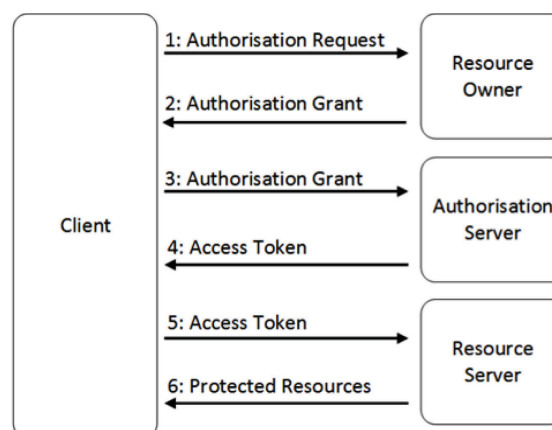 1: Authorisation Request
Resource
Owner
2: Authorisation Grant
3: Authorisation Grant
Client
Authorisation
Server
4: Access Token
5: Access Token
Resource
Server
6: Protected Resources